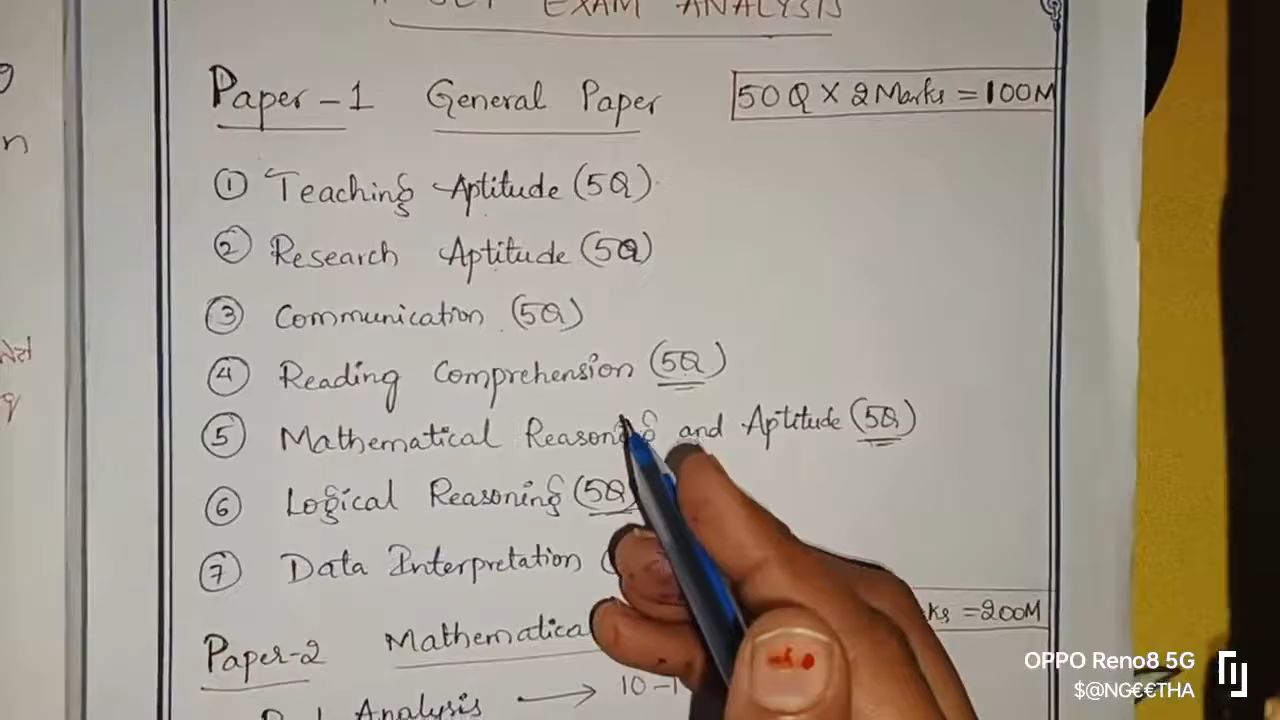 EXAM ANALYSIS
Paper-1 General Paper 50Q X 2 Marks = 100M
① Teaching Aptitude (5Q)
② Research Aptitude (5Q)
③ Communication (5Q)
④ Reading Comprehension (5Q)
⑤ Mathematical Reasoning and Aptitude (5Q)
⑥ Logical Reasoning (5Q)
⑦ Data Interpretation
=200M
Paper-2 Mathematica
Analysis → 10-1
OPPO Reno8 5G
$@NG€€THA